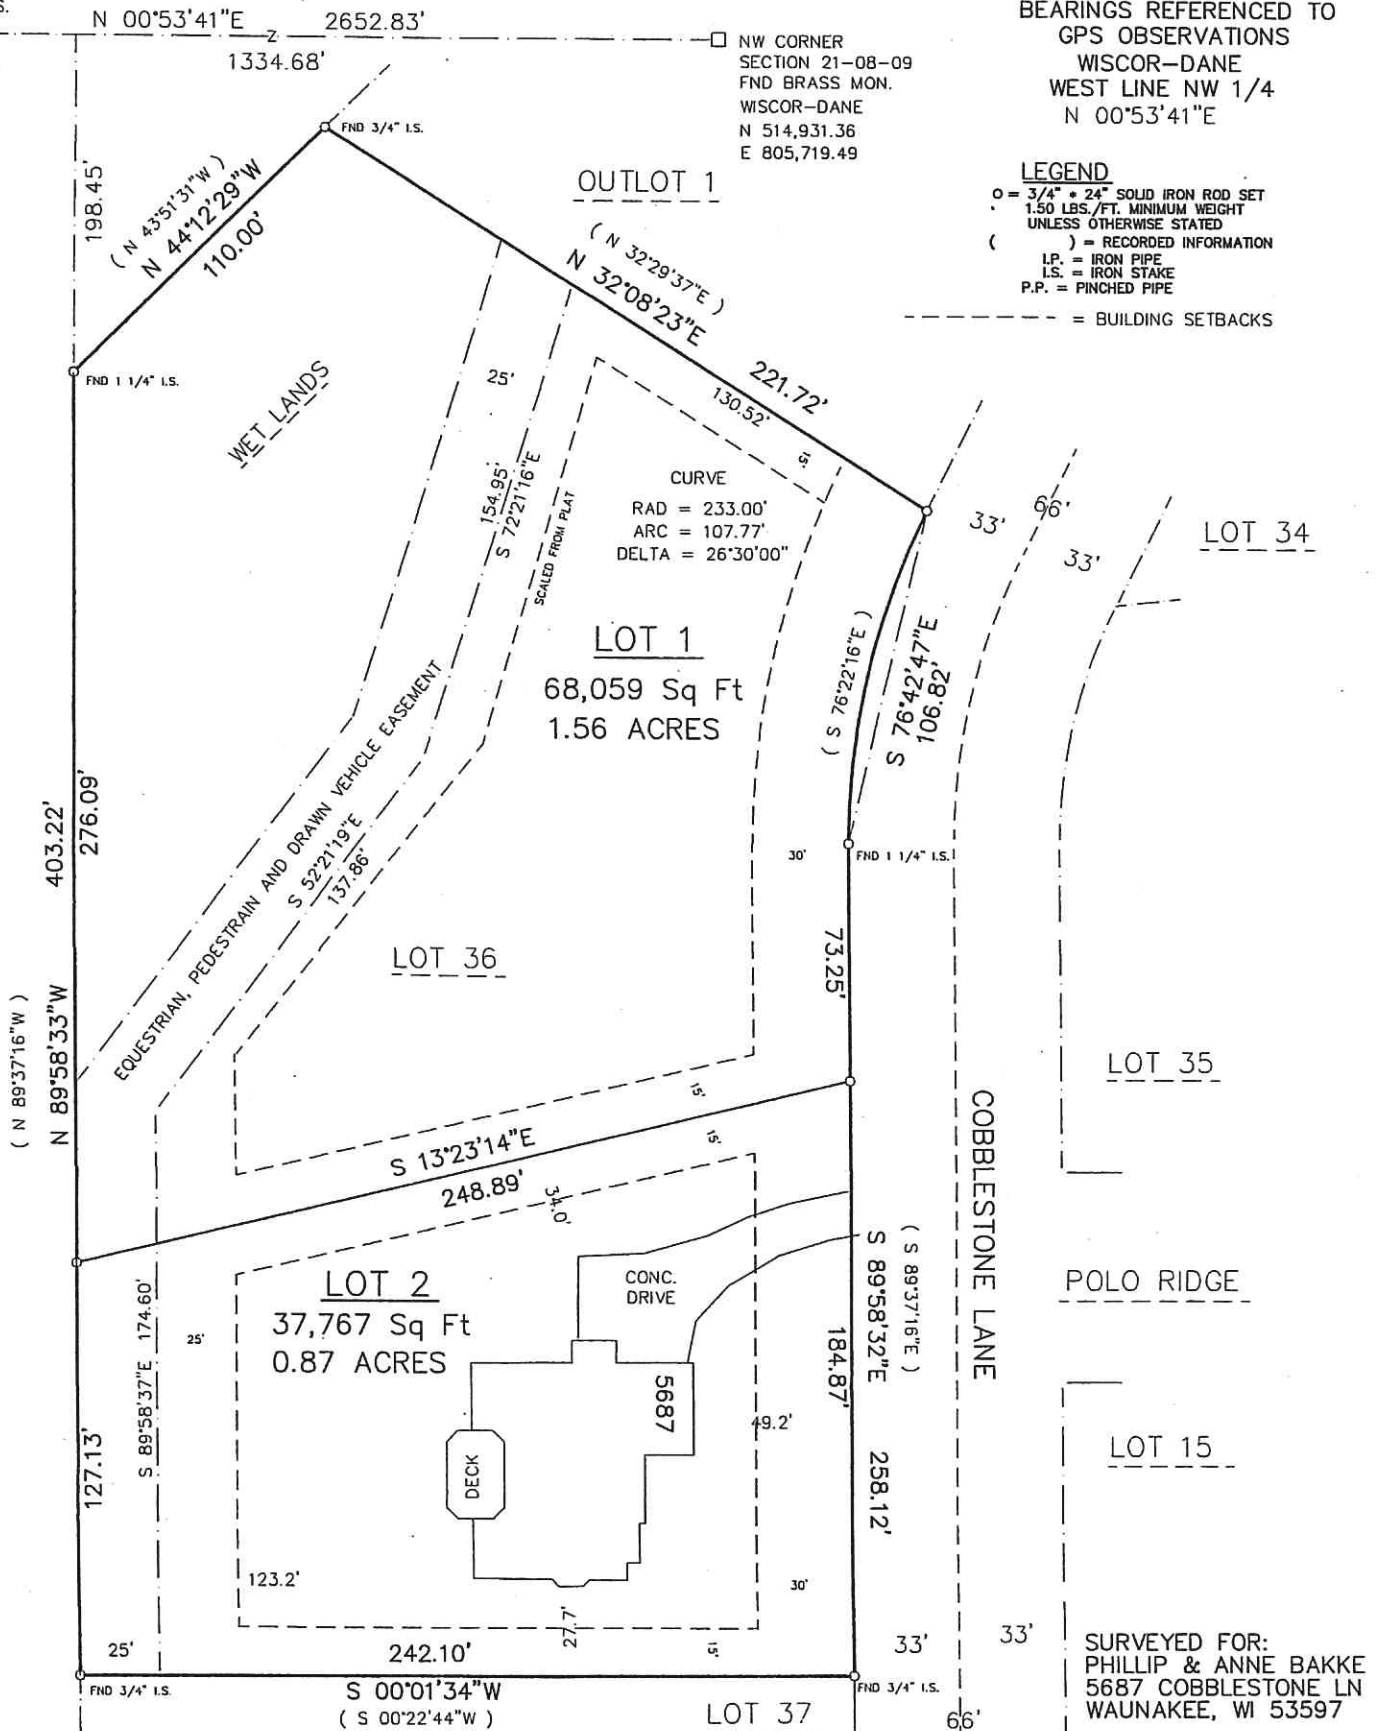 S.
N 00°53'41"E 2652.83'
1334.68'
NW CORNER
SECTION 21-08-09
FND BRASS MON.
WISCOR-DANE
N 514,931.36
E 805,719.49
BEARINGS REFERENCED TO
GPS OBSERVATIONS
WISCOR-DANE
WEST LINE NW 1/4
N 00°53'41"E
LEGEND
O = 3/4" * 24" SOLID IRON ROD SET
1.50 LBS./FT. MINIMUM WEIGHT
UNLESS OTHERWISE STATED
( ) = RECORDED INFORMATION
I.P. = IRON PIPE
I.S. = IRON STAKE
P.P. = PINCHED PIPE
= BUILDING SETBACKS
FND 3/4" I.S.
198.45'
( N 43°51'31"W )
N 44°12'29"W
110.00'
OUTLOT 1
( N 32°29'37"E )
N 32°08'23"E
221.72'
130.52'
15'
FND 1 1/4" I.S.
WET LANDS
25'
154.95'
S 72°21'16"E
SCALED FROM PLAT
CURVE
RAD = 233.00'
ARC = 107.77'
DELTA = 26°30'00"
33'
66'
33'
LOT 34
LOT 1
68,059 Sq Ft
1.56 ACRES
( S 76°22'16"E )
S 76°42'47"E
106.82'
EQUESTRIAN, PEDESTRAIN AND DRAWN VEHICLE EASEMENT
S 52°21'19"E
137.86'
403.22'
276.09'
30'
FND 1 1/4" I.S.
73.25'
LOT 36
( N 89°37'16"W )
N 89°58'33"W
LOT 35
15'
15'
S 13°23'14"E
248.89'
34.0'
COBBLESTONE LANE
LOT 2
37,767 Sq Ft
0.87 ACRES
CONC.
DRIVE
( S 89°37'16"E )
S 89°58'32"E
258.12'
184.87'
POLO RIDGE
S 89°58'37"E 174.60'
25'
5687
49.2'
DECK
127.13'
LOT 15
123.2'
30'
27.7'
25'
242.10'
33'
33'
FND 3/4" I.S.
S 00°01'34"W
( S 00°22'44"W )
FND 3/4" I.S.
LOT 37
66'
SURVEYED FOR:
PHILLIP & ANNE BAKKE
5687 COBBLESTONE LN
WAUNAKEE, WI 53597